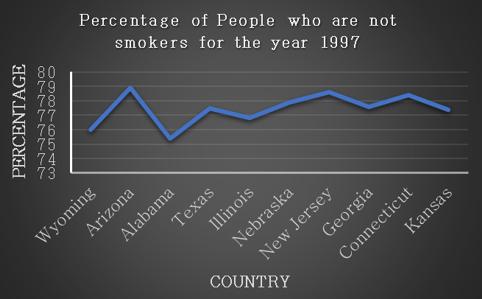 Percentage of People who are not
smokers for the year 1997
PERCENTAGE
80
79
78
77
76
75
74
73
Wyoming
Arizona
Alabama
Texas
Illinois
Nebraska
New Jersey
Georgia
Connecticut
Kansas
COUNTRY